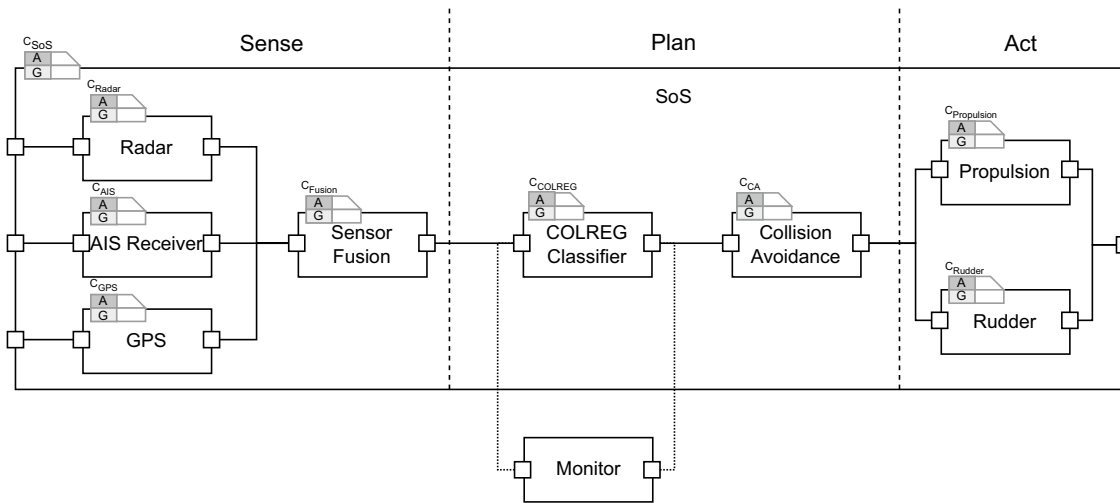 Sense
Plan
Act
C_SoS
A
G
SoS
C_Radar
A
G
Radar
C_AIS
A
G
AIS Receiver
C_GPS
A
G
GPS
C_Fusion
A
G
Sensor
Fusion
C_COLREG
A
G
COLREG
Classifier
C_CA
A
G
Collision
Avoidance
C_Propulsion
A
G
Propulsion
C_Rudder
A
G
Rudder
Monitor